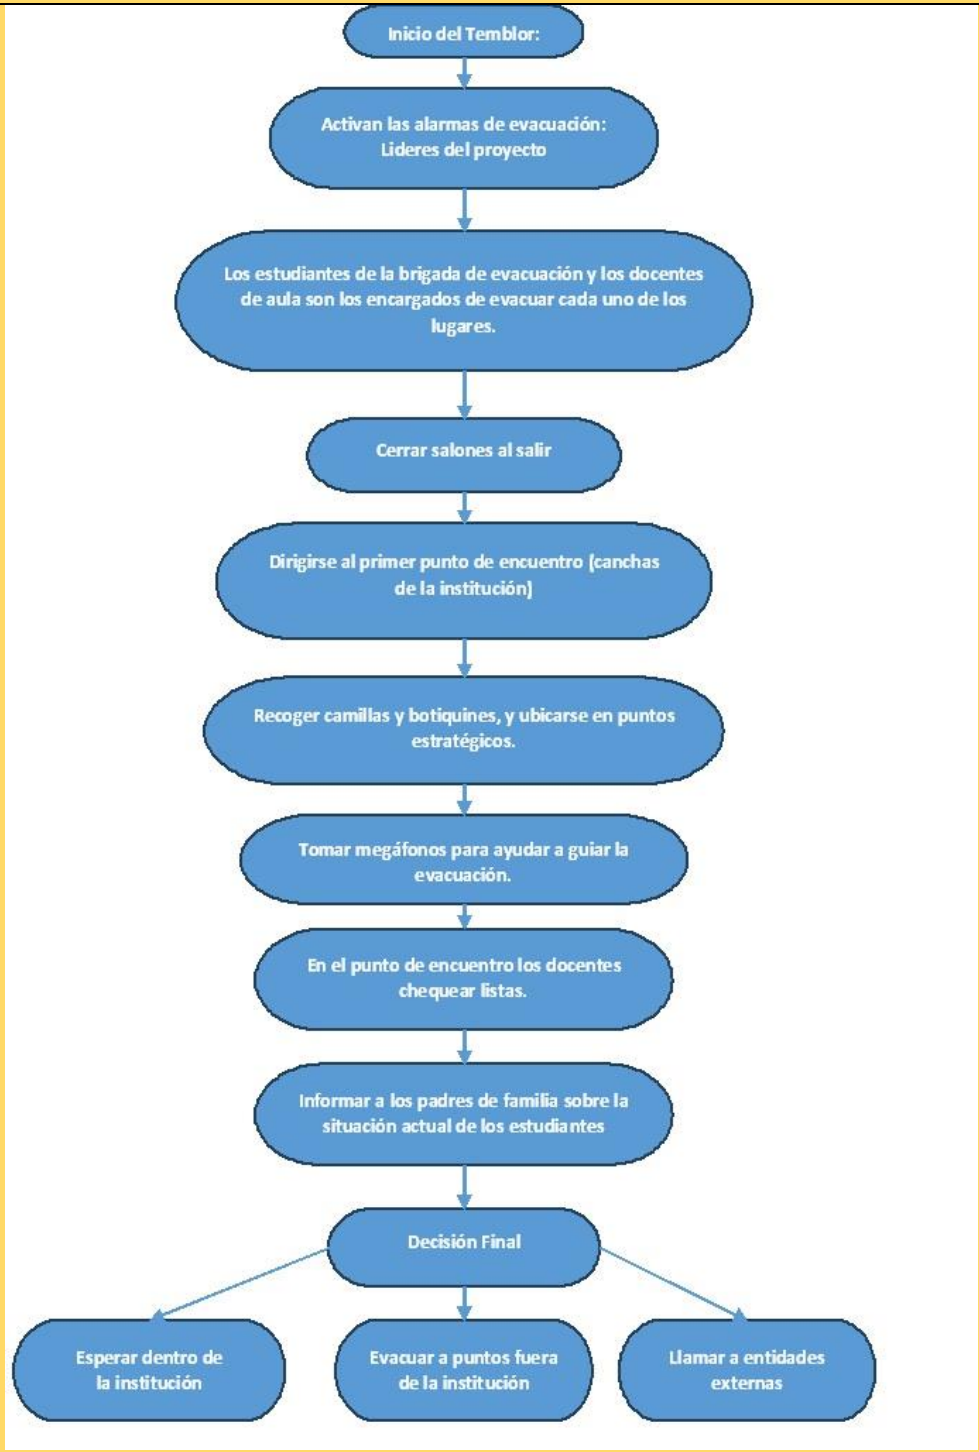 Inicio del Temblor:
Activan las alarmas de evacuación:
Lideres del proyecto
Los estudiantes de la brigada de evacuación y los docentes
de aula son los encargados de evacuar cada uno de los
lugares.
Cerrar salones al salir
Dirigirse al primer punto de encuentro (canchas
de la institución)
Recoger camillas y botiquines, y ubicarse en puntos
estratégicos.
Tomar megáfonos para ayudar a guiar la
evacuación.
En el punto de encuentro los docentes
chequear listas.
Informar a los padres de familia sobre la
situación actual de los estudiantes
Decisión Final
Esperar dentro de
la institución
Evacuar a puntos fuera
de la institución
Llamar a entidades
externas